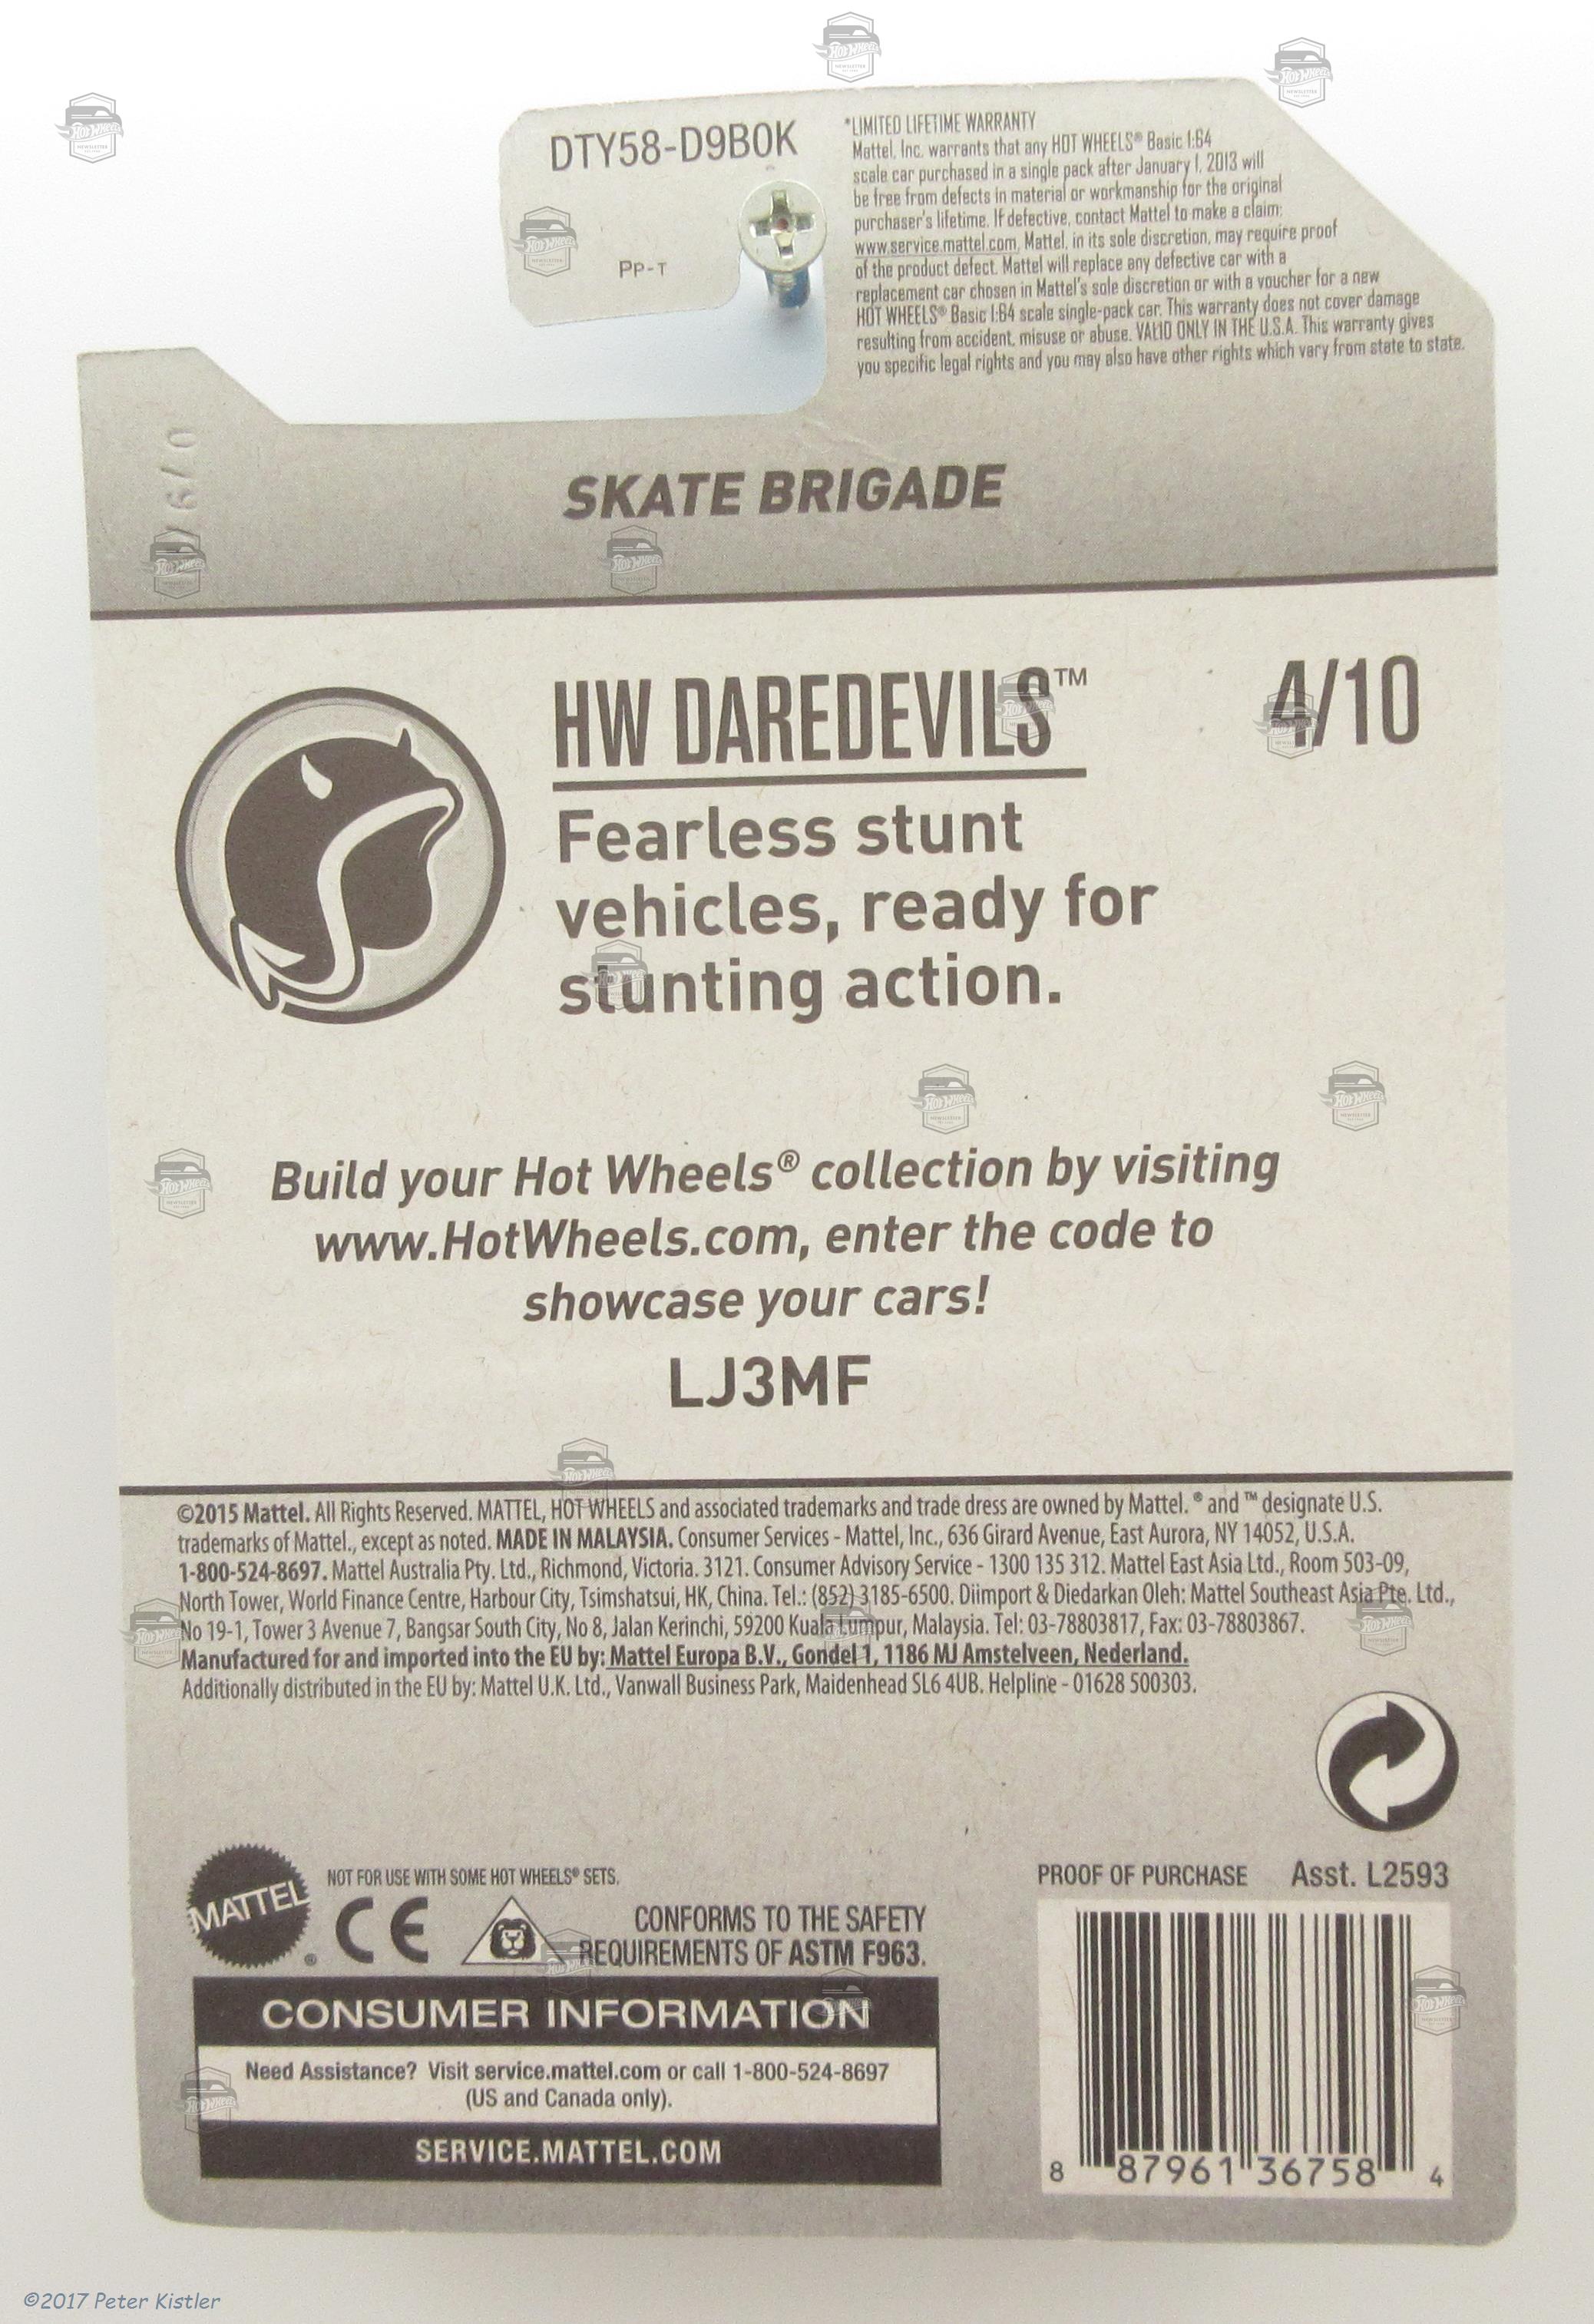 DTY58-D9B0K
PP-T
*LIMITED LIFETIME WARRANTY
Mattel, Inc. warrants that any HOT WHEELS® Basic 1:64
scale car purchased in a single pack after January 1, 2013 will
be free from defects in material or workmanship for the original
purchaser's lifetime. If defective, contact Mattel to make a claim:
www.service.mattel.com. Mattel, in its sole discretion, may require proof
of the product defect. Mattel will replace any defective car with a
replacement car chosen in Mattel's sole discretion or with a voucher for a new
HOT WHEELS® Basic 1:64 scale single-pack car. This warranty does not cover damage
resulting from accident, misuse or abuse. VALID ONLY IN THE U.S.A. This warranty gives
you specific legal rights and you may also have other rights which vary from state to state.
SKATE BRIGADE
HW DAREDEVILS™
4/10
Fearless stunt
vehicles, ready for
stunting action.
Build your Hot Wheels® collection by visiting
www.HotWheels.com, enter the code to
showcase your cars!
LJ3MF
©2015 Mattel. All Rights Reserved. MATTEL, HOT WHEELS and associated trademarks and trade dress are owned by Mattel. ® and ™ designate U.S.
trademarks of Mattel., except as noted. MADE IN MALAYSIA. Consumer Services - Mattel, Inc., 636 Girard Avenue, East Aurora, NY 14052, U.S.A.
1-800-524-8697. Mattel Australia Pty. Ltd., Richmond, Victoria. 3121. Consumer Advisory Service - 1300 135 312. Mattel East Asia Ltd., Room 503-09,
North Tower, World Finance Centre, Harbour City, Tsimshatsui, HK, China. Tel.: (852) 3185-6500. Diimport & Diedarkan Oleh: Mattel Southeast Asia Pte. Ltd.,
No 19-1, Tower 3 Avenue 7, Bangsar South City, No 8, Jalan Kerinchi, 59200 Kuala Lumpur, Malaysia. Tel: 03-78803817, Fax: 03-78803867.
Manufactured for and imported into the EU by: Mattel Europa B.V., Gondel 1, 1186 MJ Amstelveen, Nederland.
Additionally distributed in the EU by: Mattel U.K. Ltd., Vanwall Business Park, Maidenhead SL6 4UB. Helpline - 01628 500303.
MATTEL®
NOT FOR USE WITH SOME HOT WHEELS® SETS.
CE
CONFORMS TO THE SAFETY
REQUIREMENTS OF ASTM F963.
CONSUMER INFORMATION
Need Assistance? Visit service.mattel.com or call 1-800-524-8697
(US and Canada only).
SERVICE.MATTEL.COM
PROOF OF PURCHASE Asst. L2593
8 87961 36758 4
©2017 Peter Kistler